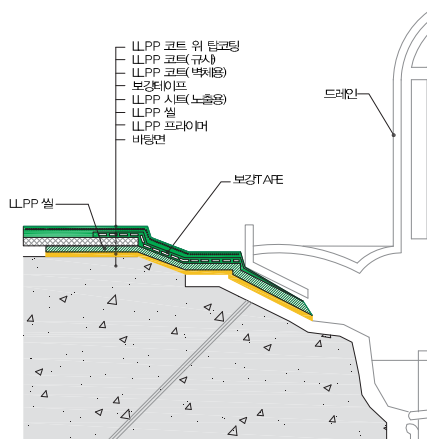 LLPP 코트 위 탑코팅
LLPP 코트(규사)
LLPP 코트(벽체용)
보강테이프
LLPP 시트(노출용)
LLPP 씰
LLPP 프라이머
바탕면
드레인
보강TAPE
LLPP 씰